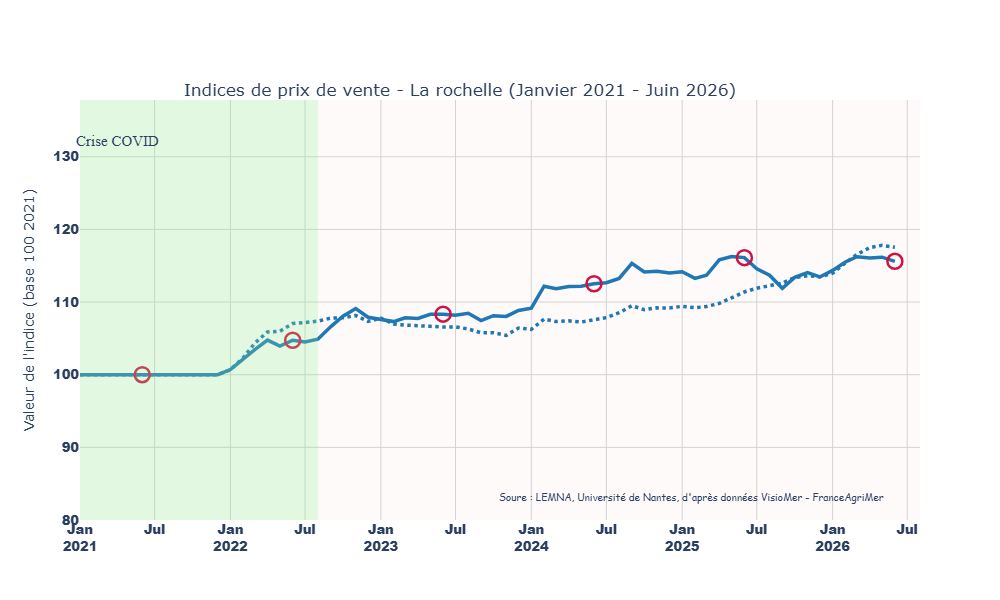 Indices de prix de vente - La rochelle (Janvier 2021 - Juin 2026)
Crise COVID
Valeur de l'indice (base 100 2021)
130
120
110
100
90
80
Soure : LEMNA, Université de Nantes, d'après données VisioMer - FranceAgriMer
Jan Jul Jan Jul Jan Jul Jan Jul Jan Jul Jan Jul
2021 2022 2023 2024 2025 2026